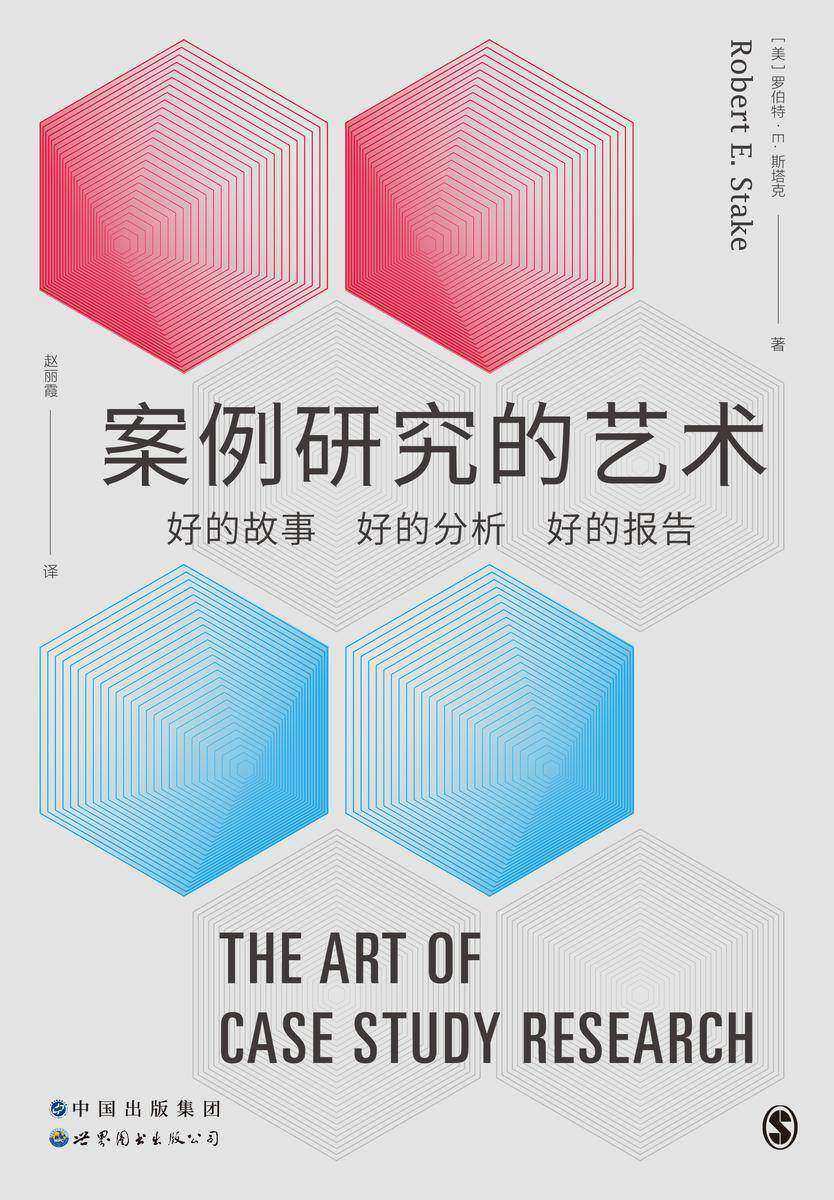 [美]罗伯特·E.斯塔克 著
Robert E. Stake
赵丽霞 译
案例研究的艺术
好的故事 好的分析 好的报告
THE ART OF
CASE STUDY RESEARCH
中国出版集团
世界图书出版公司
S